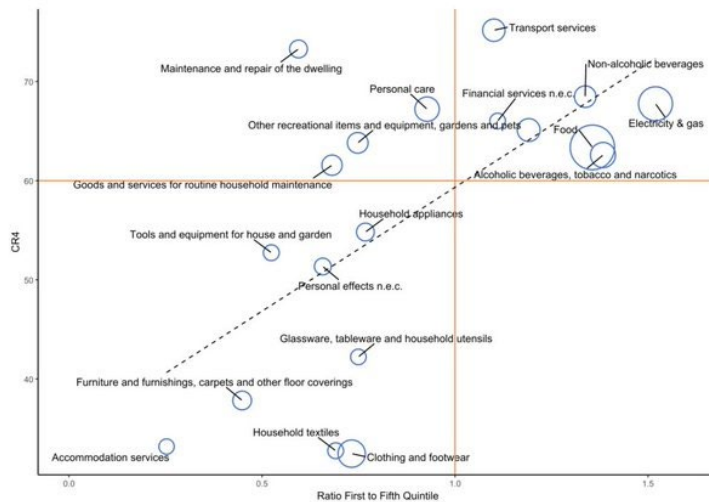 Transport services
Maintenance and repair of the dwelling
Non-alcoholic beverages
70
Personal care
Financial services n.e.c.
Other recreational items and equipment, gardens and pets
Food
Electricity & gas
Goods and services for routine household maintenance
Alcoholic beverages, tobacco and narcotics
60
CR4
Household appliances
Tools and equipment for house and garden
50
Personal effects n.e.c.
Glassware, tableware and household utensils
40
Furniture and furnishings, carpets and other floor coverings
Household textiles
Accommodation services
Clothing and footwear
0.0 0.5 1.0 1.5
Ratio First to Fifth Quintile